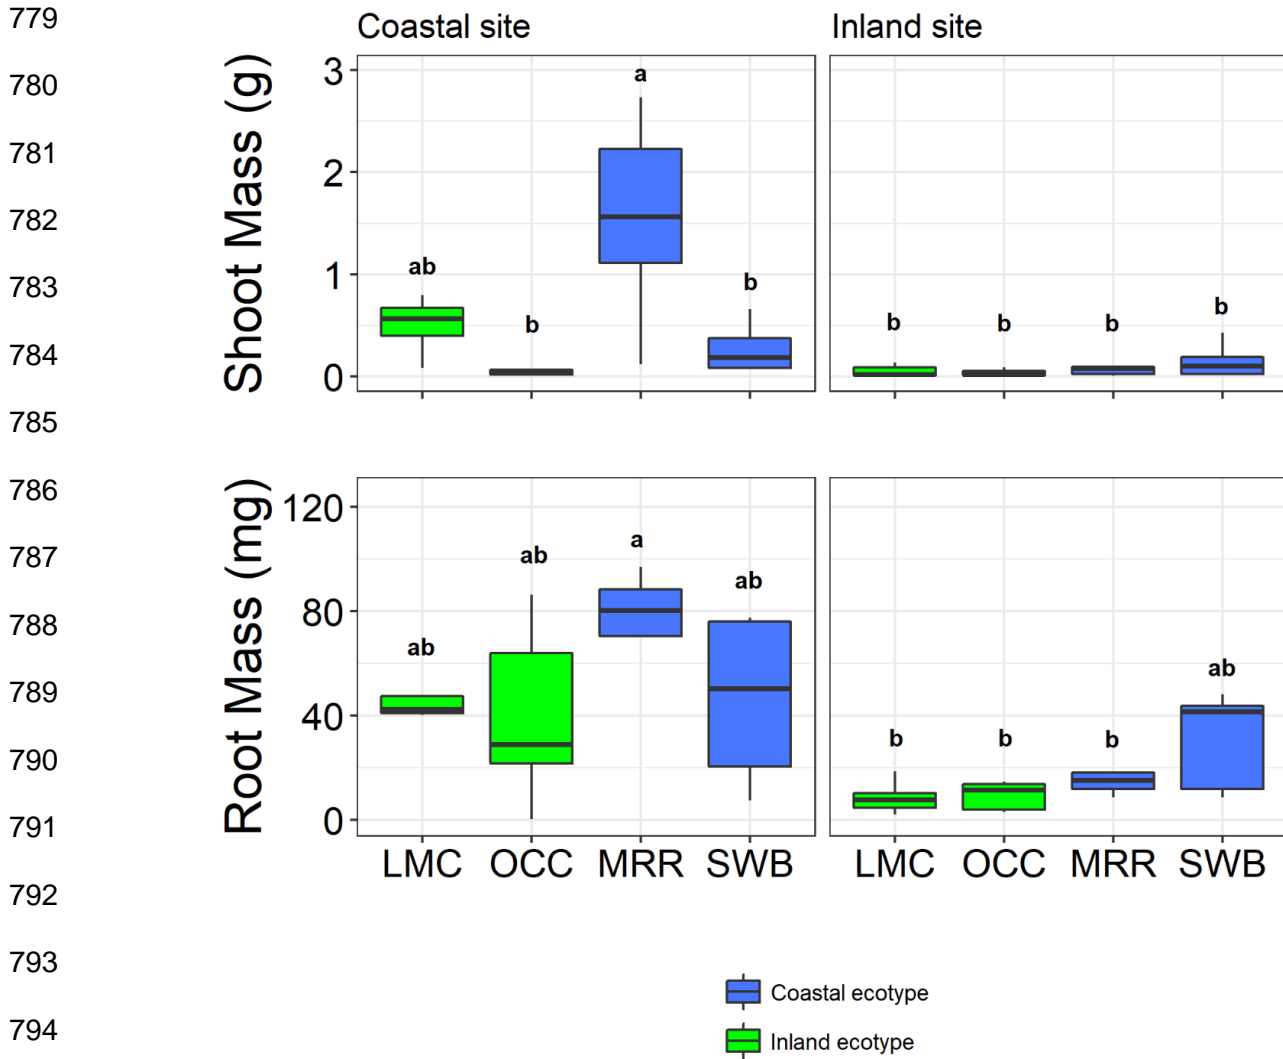 779
Coastal site Inland site
780
781
782
783
784
785
786
787
788
789
790
791
792
793
794
Shoot Mass (g)
3
2
1
0
ab
b
a
b
b
b
b
b
Root Mass (mg)
120
80
40
0
ab
ab
a
ab
b
b
b
ab
LMC OCC MRR SWB LMC OCC MRR SWB
Coastal ecotype
Inland ecotype